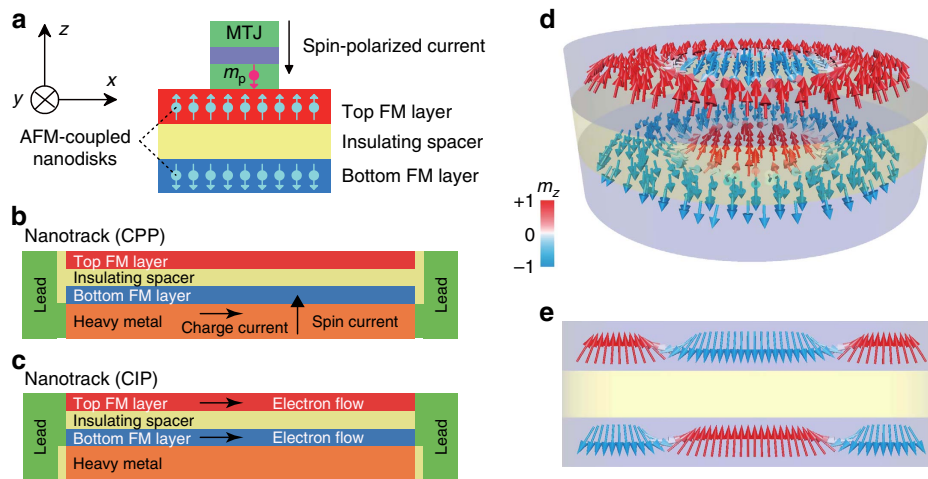 a
z
x
y
MTJ
mp
Spin-polarized current
Top FM layer
Insulating spacer
Bottom FM layer
AFM-coupled
nanodisks
b
Nanotrack (CPP)
Lead
Top FM layer
Insulating spacer
Bottom FM layer
Heavy metal
Charge current
Spin current
Lead
c
Nanotrack (CIP)
Lead
Top FM layer
Electron flow
Insulating spacer
Bottom FM layer
Electron flow
Heavy metal
Lead
d
mz
+1
0
−1
e